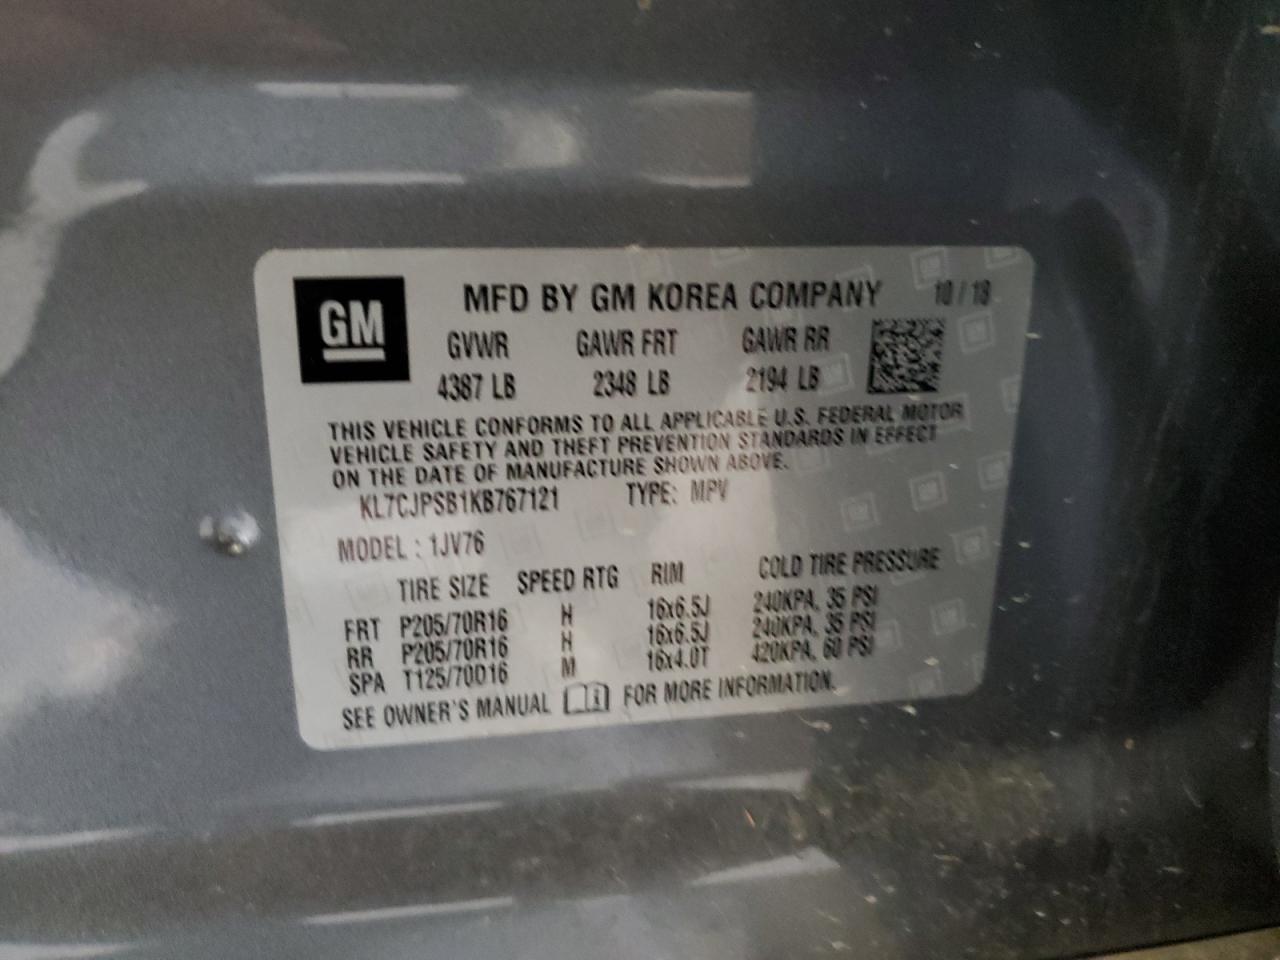 GM
MFD BY GM KOREA COMPANY 10 / 18
GVWR GAWR FRT GAWR RR
4387 LB 2348 LB 2194 LB
THIS VEHICLE CONFORMS TO ALL APPLICABLE U.S. FEDERAL MOTOR
VEHICLE SAFETY AND THEFT PREVENTION STANDARDS IN EFFECT
ON THE DATE OF MANUFACTURE SHOWN ABOVE.
KL7CJPSB1KB767121 TYPE: MPV
MODEL : 1JV76
TIRE SIZE SPEED RTG RIM COLD TIRE PRESSURE
FRT P205/70R16 H 16x6.5J 240KPA, 35 PSI
RR P205/70R16 H 16x6.5J 240KPA, 35 PSI
SPA T125/70D16 M 16x4.0T 420KPA, 60 PSI
SEE OWNER'S MANUAL FOR MORE INFORMATION.